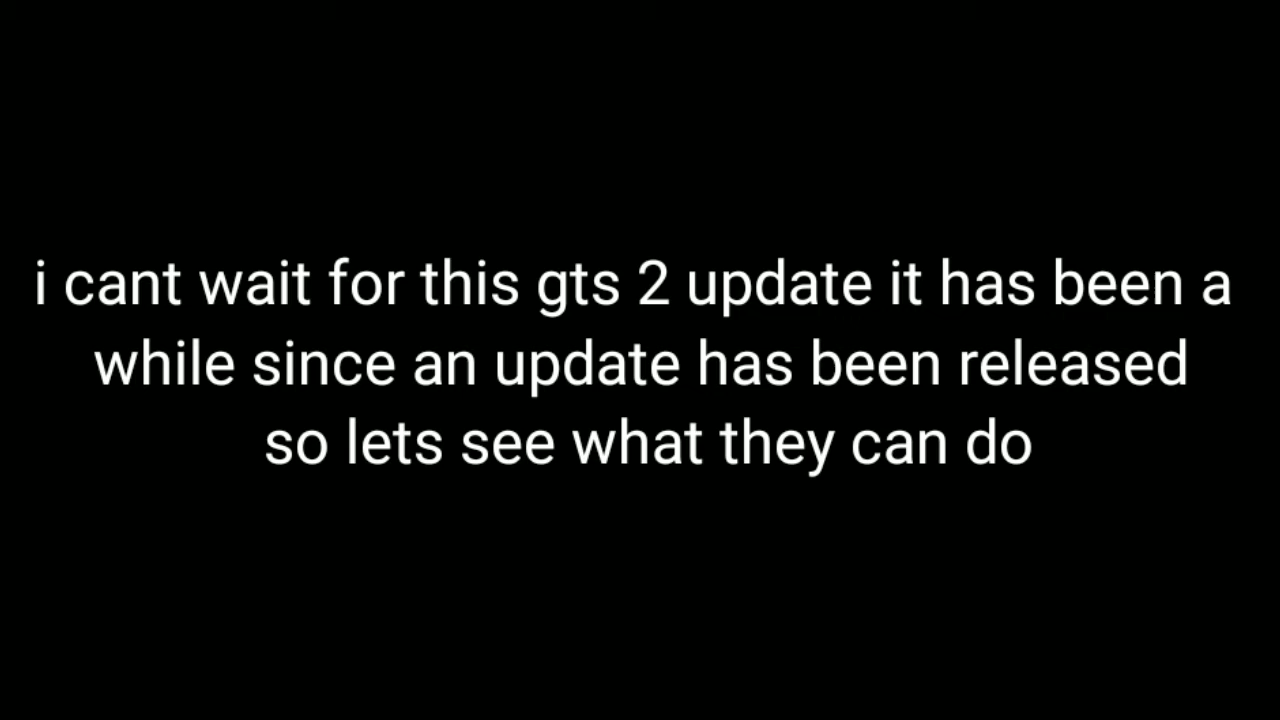 i cant wait for this gts 2 update it has been a
while since an update has been released
so lets see what they can do